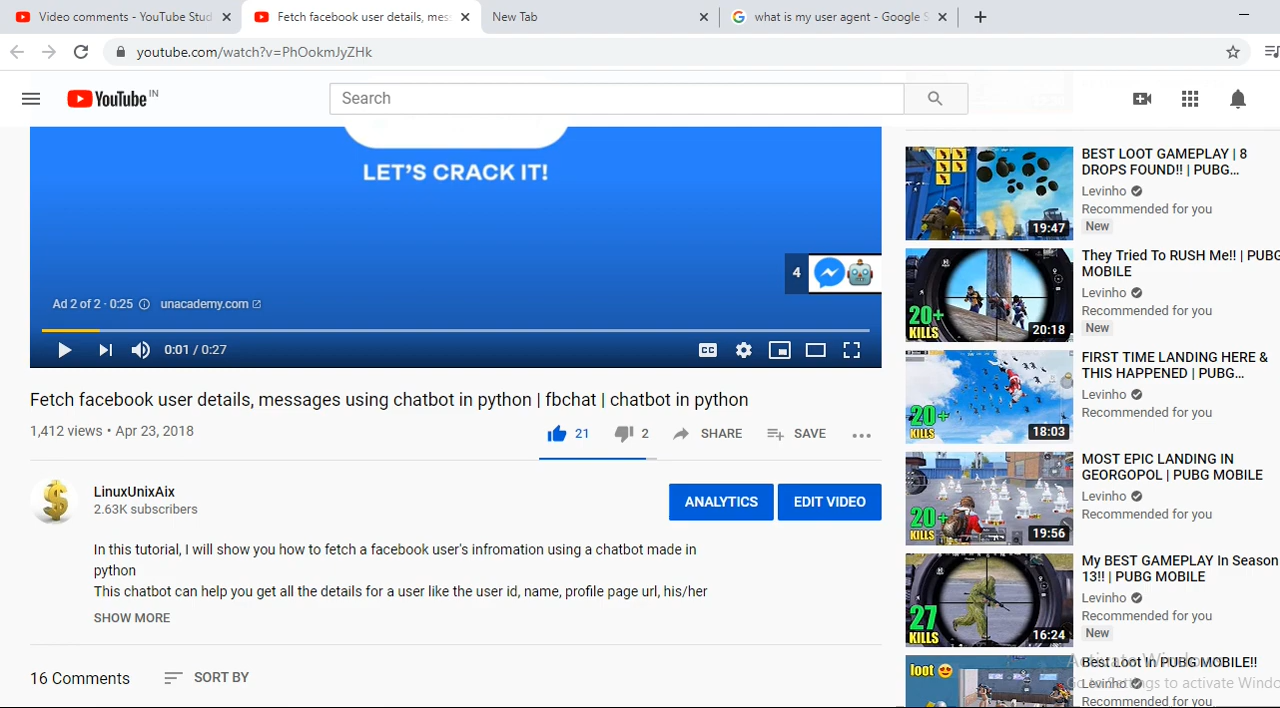 Video comments - YouTube Stud
Fetch facebook user details, mes
New Tab
what is my user agent - Google S
youtube.com/watch?v=PhOokmJyZHk
YouTube IN
Search
LET'S CRACK IT!
4
Ad 2 of 2 · 0:25 unacademy.com
0:01 / 0:27
CC
Fetch facebook user details, messages using chatbot in python | fbchat | chatbot in python
1,412 views • Apr 23, 2018
21
2
SHARE
SAVE
LinuxUnixAix
2.63K subscribers
ANALYTICS
EDIT VIDEO
In this tutorial, I will show you how to fetch a facebook user's infromation using a chatbot made in
python
This chatbot can help you get all the details for a user like the user id, name, profile page url, his/her
SHOW MORE
16 Comments
SORT BY
19:47
BEST LOOT GAMEPLAY | 8
DROPS FOUND!! | PUBG...
Levinho
Recommended for you
New
20+
KILLS
20:18
They Tried To RUSH Me!! | PUBG
MOBILE
Levinho
Recommended for you
New
20+
KILLS
18:03
FIRST TIME LANDING HERE &
THIS HAPPENED | PUBG...
Levinho
Recommended for you
20+
KILLS
19:56
MOST EPIC LANDING IN
GEORGOPOL | PUBG MOBILE
Levinho
Recommended for you
27
KILLS
16:24
My BEST GAMEPLAY In Season
13!! | PUBG MOBILE
Levinho
Recommended for you
New
loot
Best Loot In PUBG MOBILE!!
Levinho
Recommended for you
Activate Windows
Go to Settings to activate Windo